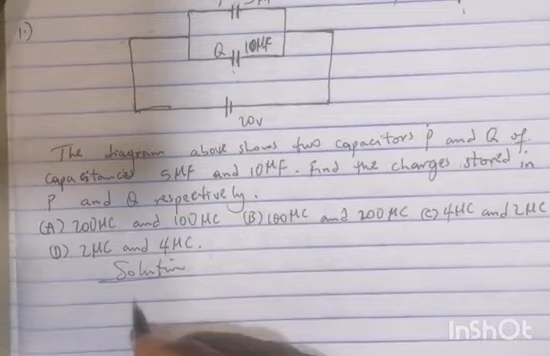 1.)
P 5µF
Q 10µF
20v
The diagram above shows two capacitors P and Q of
capacitances 5µF and 10µF. find the charges stored in
P and Q respectively.
(A) 200µC and 100µC (B) 100µC and 200µC (C) 4µC and 2µC
(D) 2µC and 4µC.
Solution
InShOt